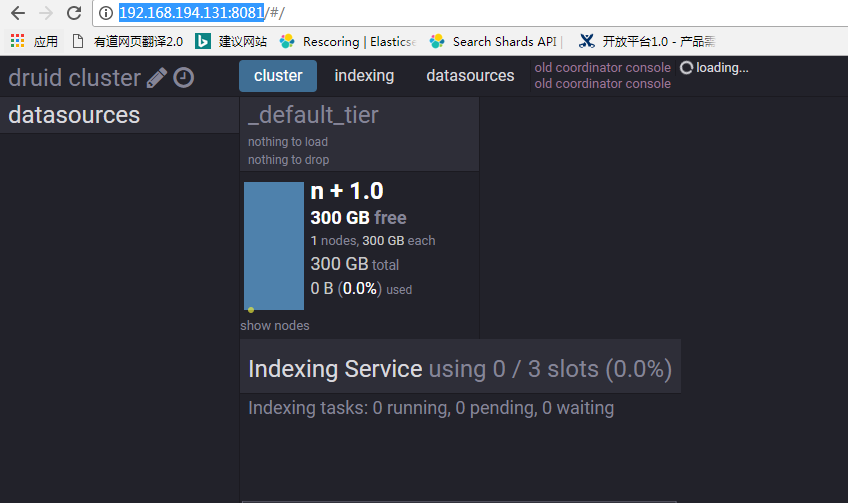 192.168.194.131:8081/#/
应用 有道网页翻译2.0 建议网站 Rescoring | Elastics Search Shards API | 开放平台1.0 - 产品需
druid cluster cluster indexing datasources old coordinator console loading...
old coordinator console
datasources _default_tier
nothing to load
nothing to drop
n + 1.0
300 GB free
1 nodes, 300 GB each
300 GB total
0 B (0.0%) used
show nodes
Indexing Service using 0 / 3 slots (0.0%)
Indexing tasks: 0 running, 0 pending, 0 waiting